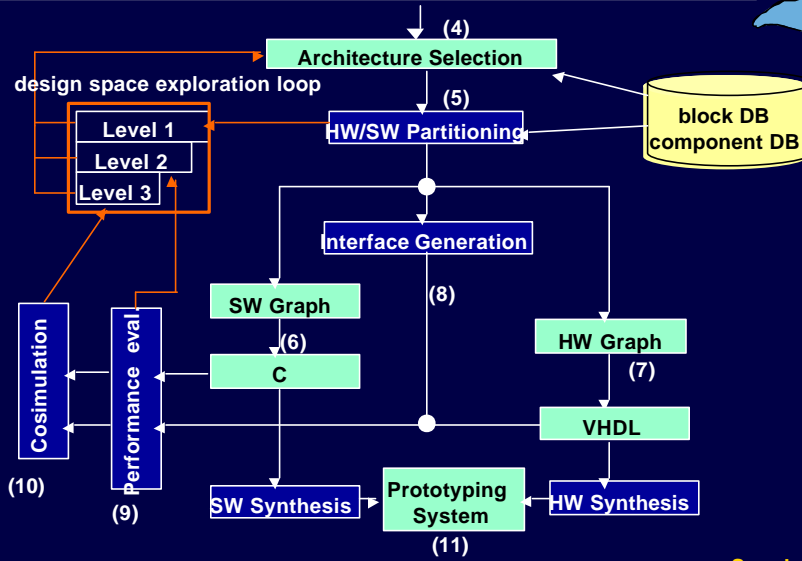 (4)
Architecture Selection
design space exploration loop
(5)
block DB
component DB
Level 1
HW/SW Partitioning
Level 2
Level 3
Interface Generation
(8)
SW Graph
(6)
HW Graph
(7)
C
VHDL
Cosimulation
Performance eval.
(10)
(9)
SW Synthesis
Prototyping
System
HW Synthesis
(11)